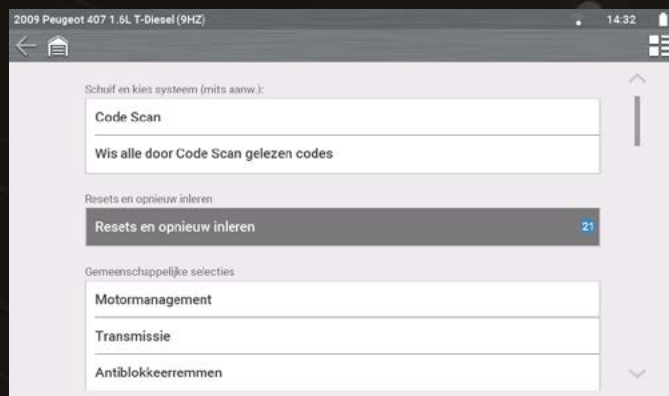 2009 Peugeot 407 1.6L T-Diesel (9HZ) 14:32
Schuif en kies systeem (mits aanw.):
Code Scan
Wis alle door Code Scan gelezen codes
Resets en opnieuw inleren
Resets en opnieuw inleren 21
Gemeenschappelijke selecties
Motormanagement
Transmissie
Antiblokkeerremmen